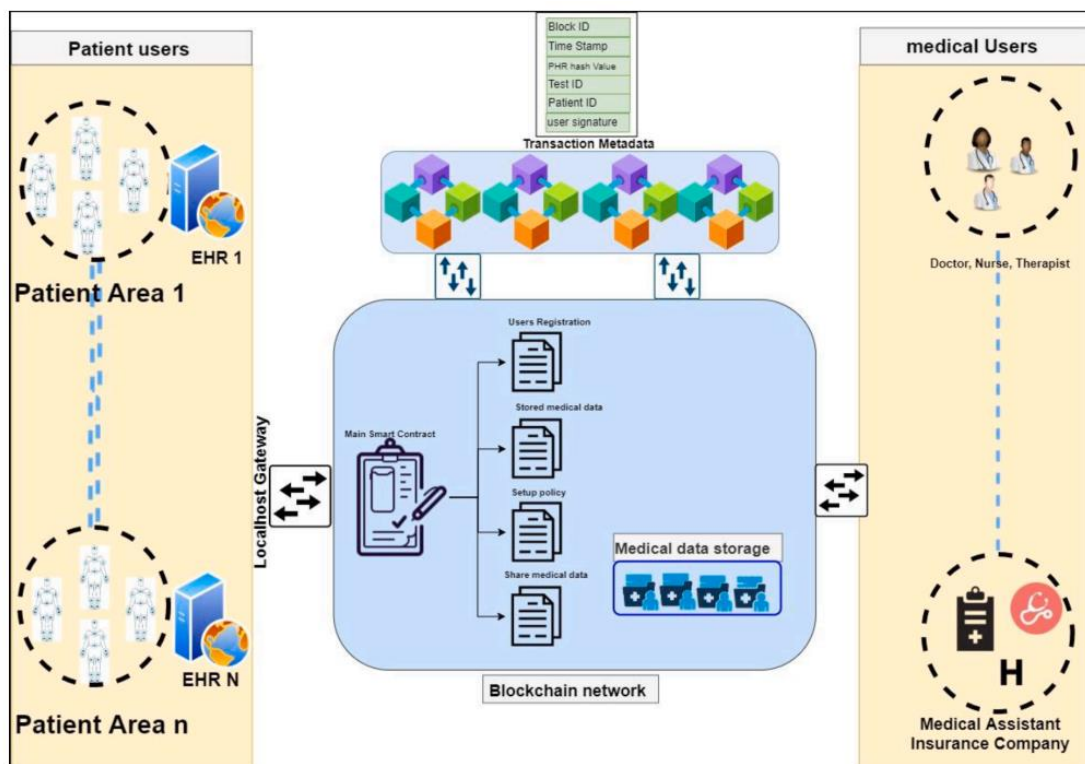 Patient users
EHR 1
Patient Area 1
EHR N
Patient Area n
Localhost Gateway
Block ID
Time Stamp
PHR hash Value
Test ID
Patient ID
user signature
Transaction Metadata
Users Registration
Stored medical data
Main Smart Contract
Setup policy
Share medical data
Medical data storage
Blockchain network
medical Users
Doctor, Nurse, Therapist
H
Medical Assistant
Insurance Company